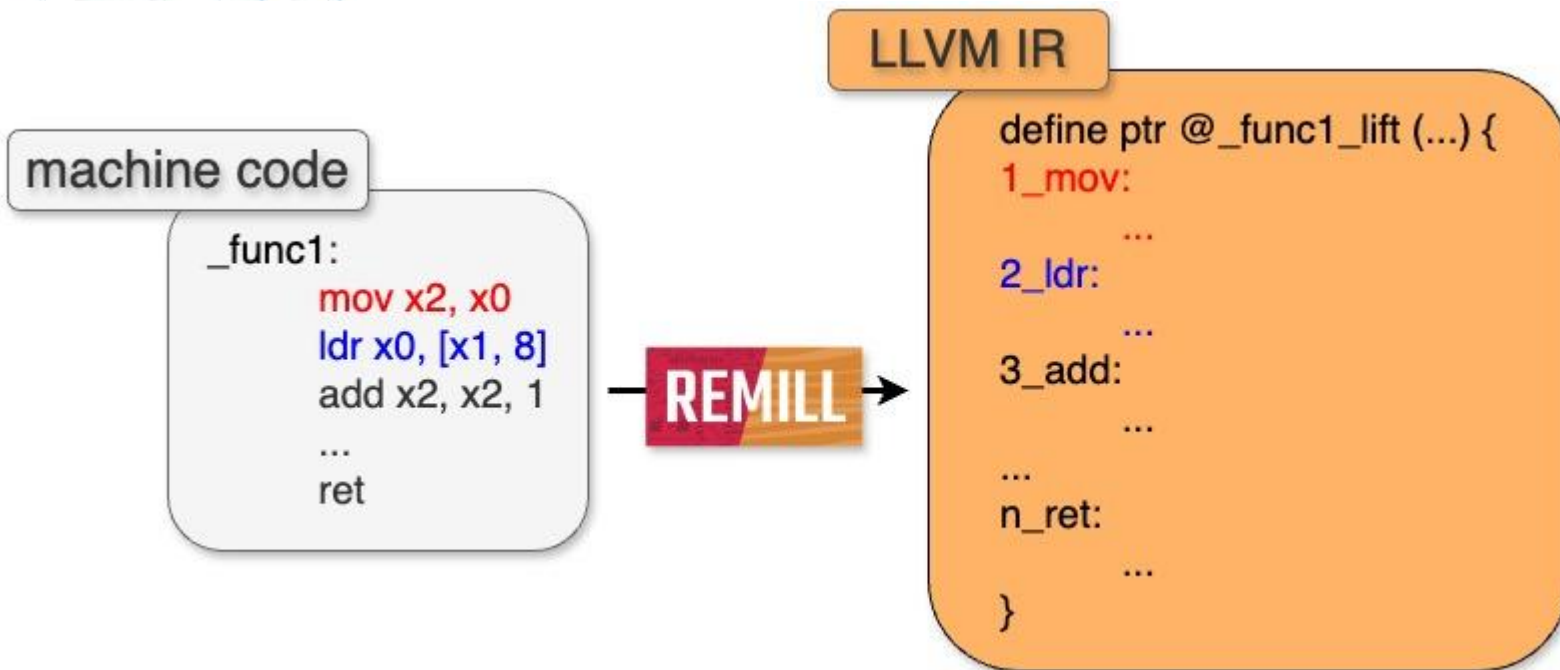 machine code
_func1:
mov x2, x0
ldr x0, [x1, 8]
add x2, x2, 1
...
ret
REMILL
LLVM IR
define ptr @_func1_lift (...) {
1_mov:
...
2_ldr:
...
3_add:
...
...
n_ret:
...
}